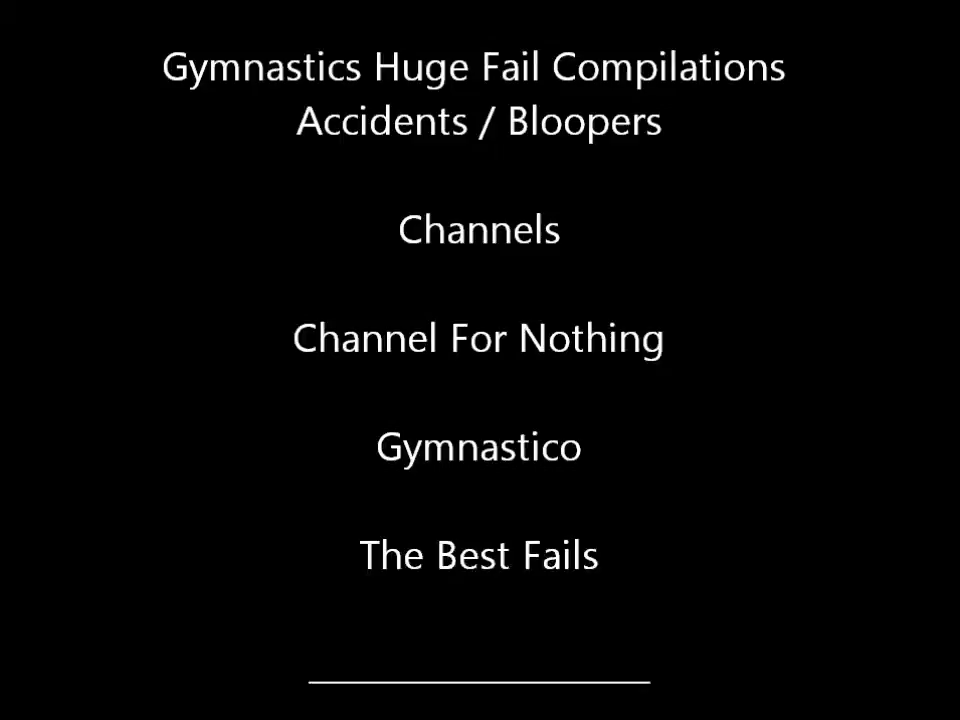 Gymnastics Huge Fail Compilations
Accidents / Bloopers
Channels
Channel For Nothing
Gymnastico
The Best Fails